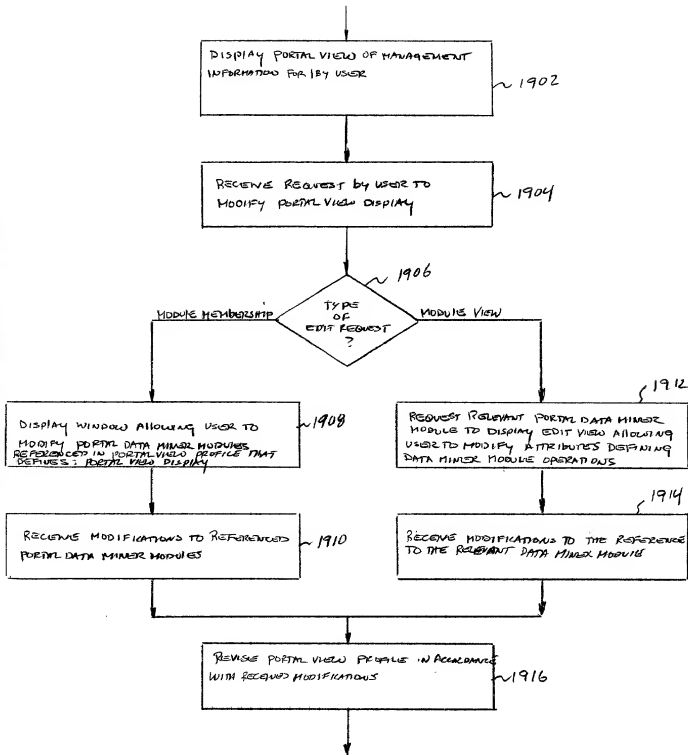 DISPLAY PORTAL VIEW OF MANAGEMENT
INFORMATION FOR/BY USER
1902
RECEIVE REQUEST BY USER TO
MODIFY PORTAL VIEW DISPLAY
1904
1906
TYPE
OF
EDIT REQUEST
?
MODULE MEMBERSHIP
MODULE VIEW
DISPLAY WINDOW ALLOWING USER TO
MODIFY PORTAL DATA MINER MODULES
REFERENCED IN PORTAL VIEW PROFILE THAT
DEFINES: PORTAL VIEW DISPLAY
1908
1912
REQUEST RELEVANT PORTAL DATA MINER
MODULE TO DISPLAY EDIT VIEW ALLOWING
USER TO MODIFY ATTRIBUTES DEFINING
DATA MINER MODULE OPERATIONS
RECEIVE MODIFICATIONS TO REFERENCED
PORTAL DATA MINER MODULES
1910
1914
RECEIVE MODIFICATIONS TO THE REFERENCE
TO THE RELEVANT DATA MINER MODULE
REVISE PORTAL VIEW PROFILE IN ACCORDANCE
WITH RECEIVED MODIFICATIONS
1916